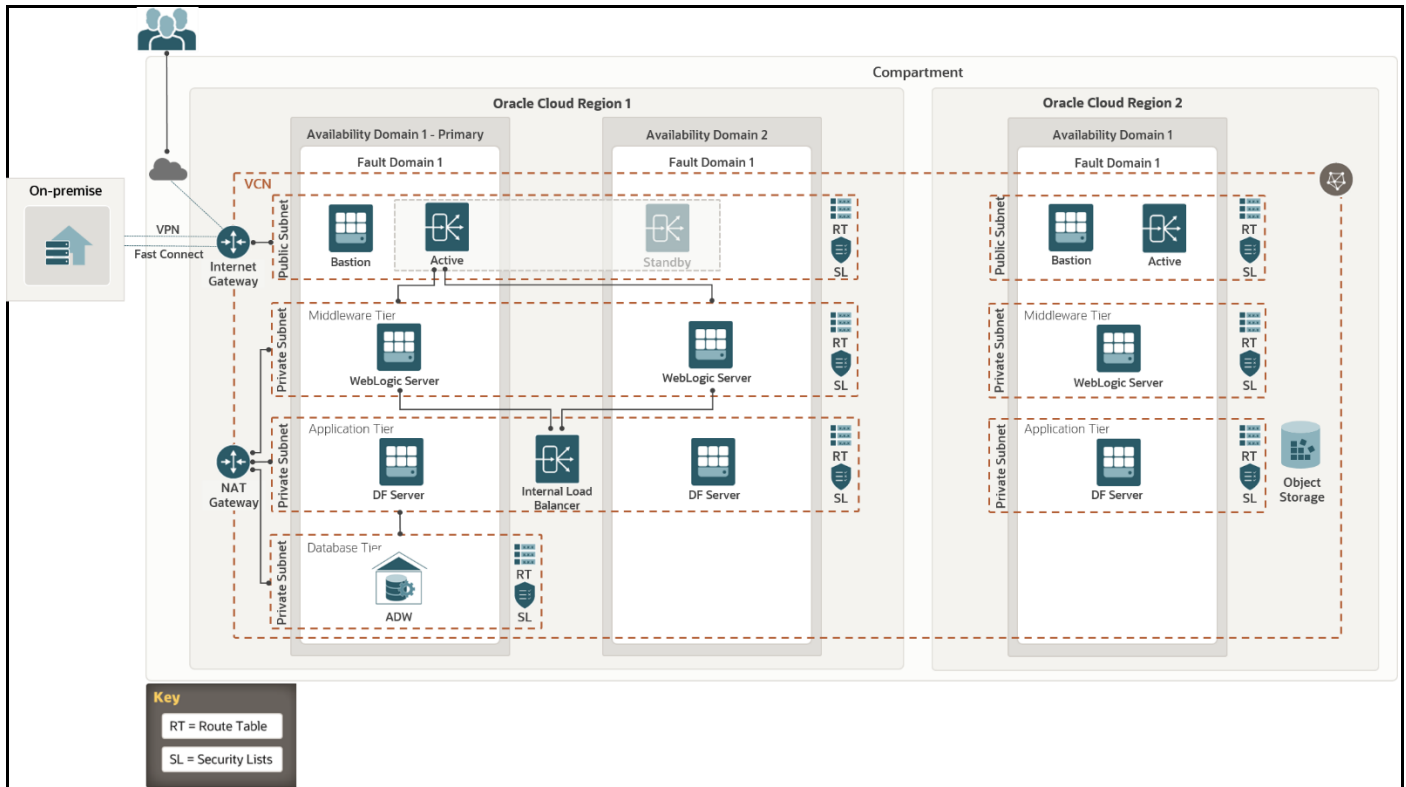 Compartment
Oracle Cloud Region 1
Oracle Cloud Region 2
Availability Domain 1 - Primary
Availability Domain 2
Availability Domain 1
Fault Domain 1
Fault Domain 1
Fault Domain 1
On-premise
VPN
Fast Connect
Internet
Gateway
VCN
Public Subnet
Bastion
Active
Standby
RT
SL
Public Subnet
Bastion
Active
RT
SL
Private Subnet
Middleware Tier
WebLogic Server
WebLogic Server
RT
SL
Private Subnet
Middleware Tier
WebLogic Server
RT
SL
NAT
Gateway
Private Subnet
Application Tier
DF Server
Internal Load
Balancer
DF Server
RT
SL
Private Subnet
Application Tier
DF Server
RT
SL
Object
Storage
Private Subnet
Database Tier
ADW
RT
SL
Key
RT = Route Table
SL = Security Lists